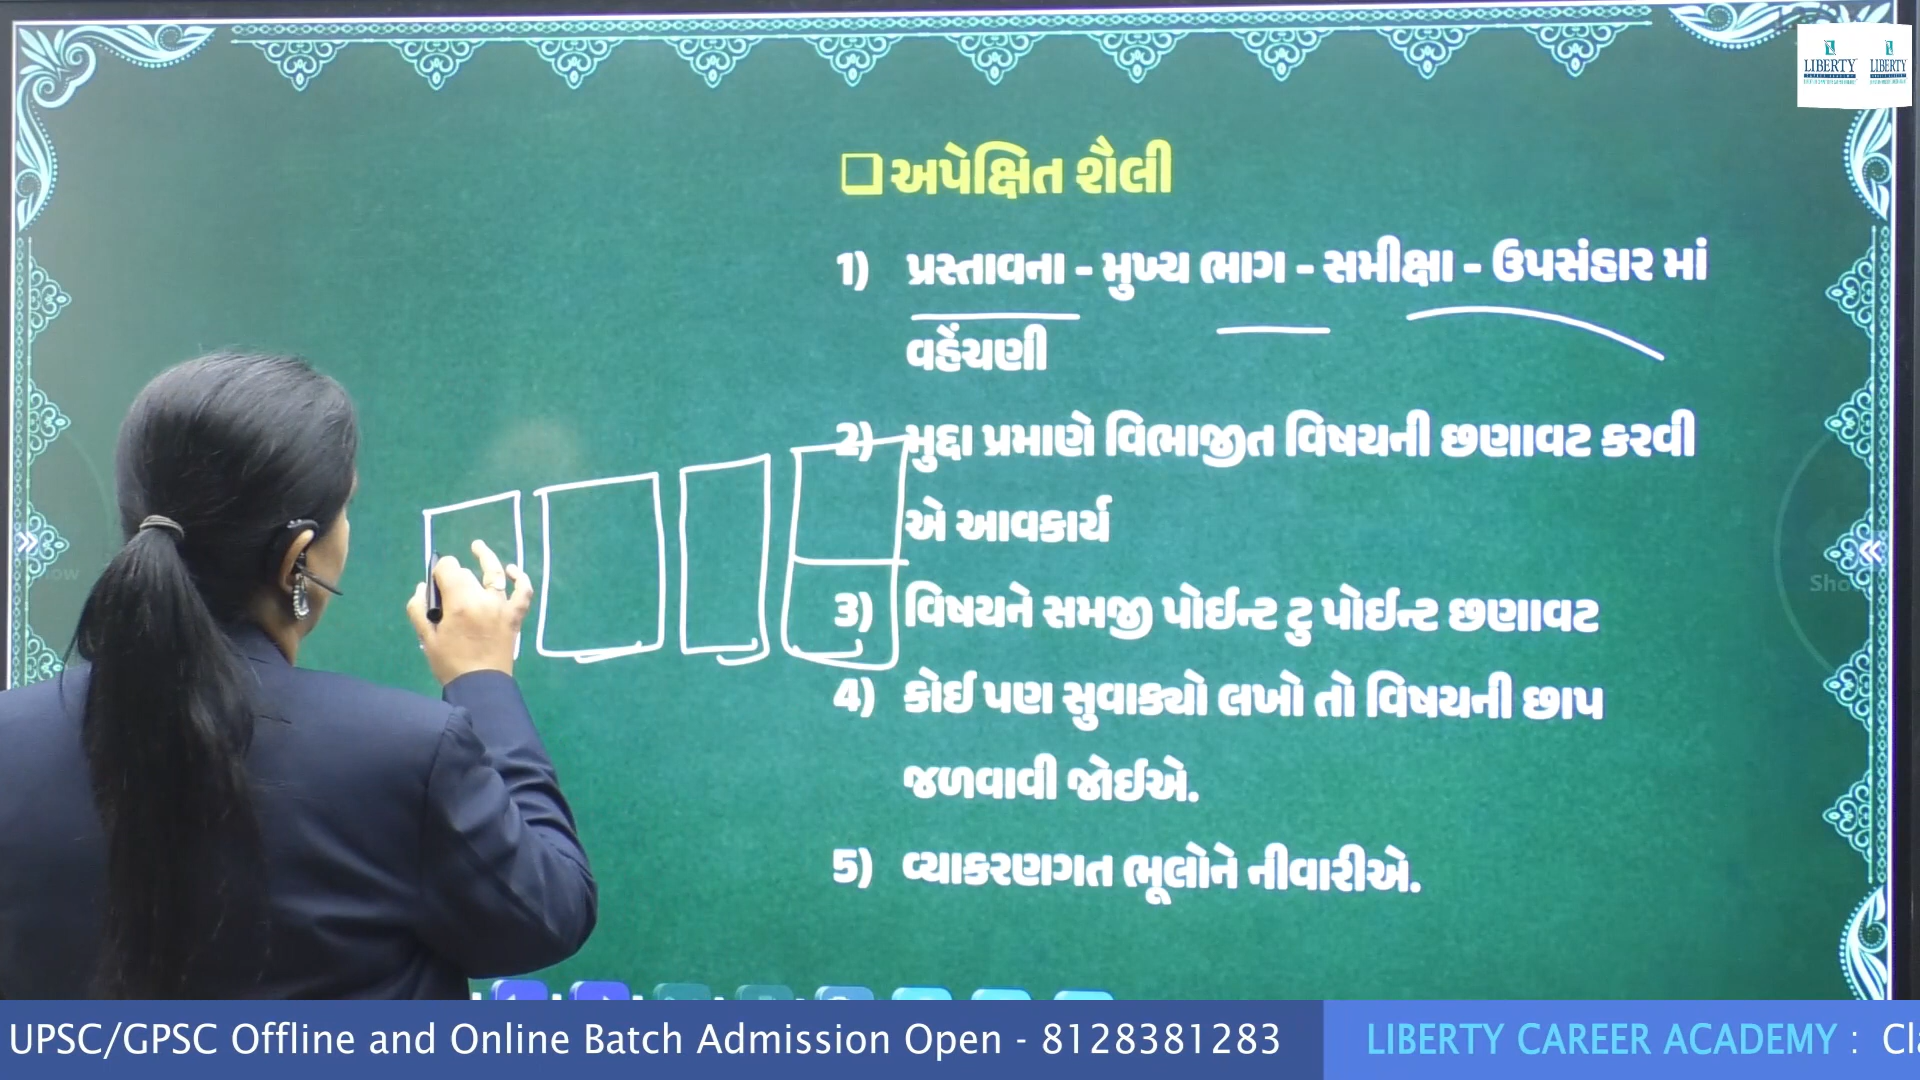 LIBERTY LIBERTY
અપેક્ષિત શૈલી
1) પ્રસ્તાવના - મુખ્ય ભાગ - સમીક્ષા - ઉપસંહાર માં
વહેંચણી
2) મુદ્દા પ્રમાણે વિભાજીત વિષયની છણાવટ કરવી
એ આવકાર્ય
3) વિષયને સમજી પોઈન્ટ ટુ પોઈન્ટ છણાવટ
4) કોઈ પણ સુવાક્યો લખો તો વિષયની છાપ
જળવાવી જોઈએ.
5) વ્યાકરણગત ભૂલોને નીવારીએ.
UPSC/GPSC Offline and Online Batch Admission Open - 8128381283 LIBERTY CAREER ACADEMY :